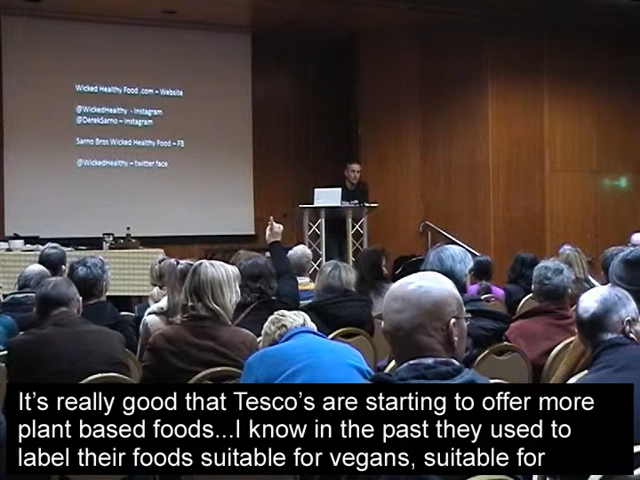 Wicked Healthy Food .com – Website
@WickedHealthy - Instagram
@DerekSarno – Instagram
Sarno Bros Wicked Healthy Food – FB
@WickedHealthy – twitter face
It's really good that Tesco's are starting to offer more
plant based foods...I know in the past they used to
label their foods suitable for vegans, suitable for